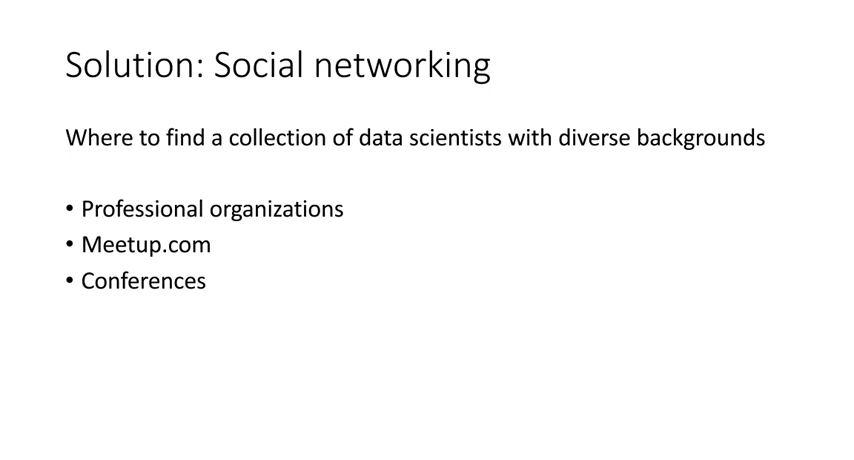 Solution: Social networking
Where to find a collection of data scientists with diverse backgrounds
• Professional organizations
• Meetup.com
• Conferences